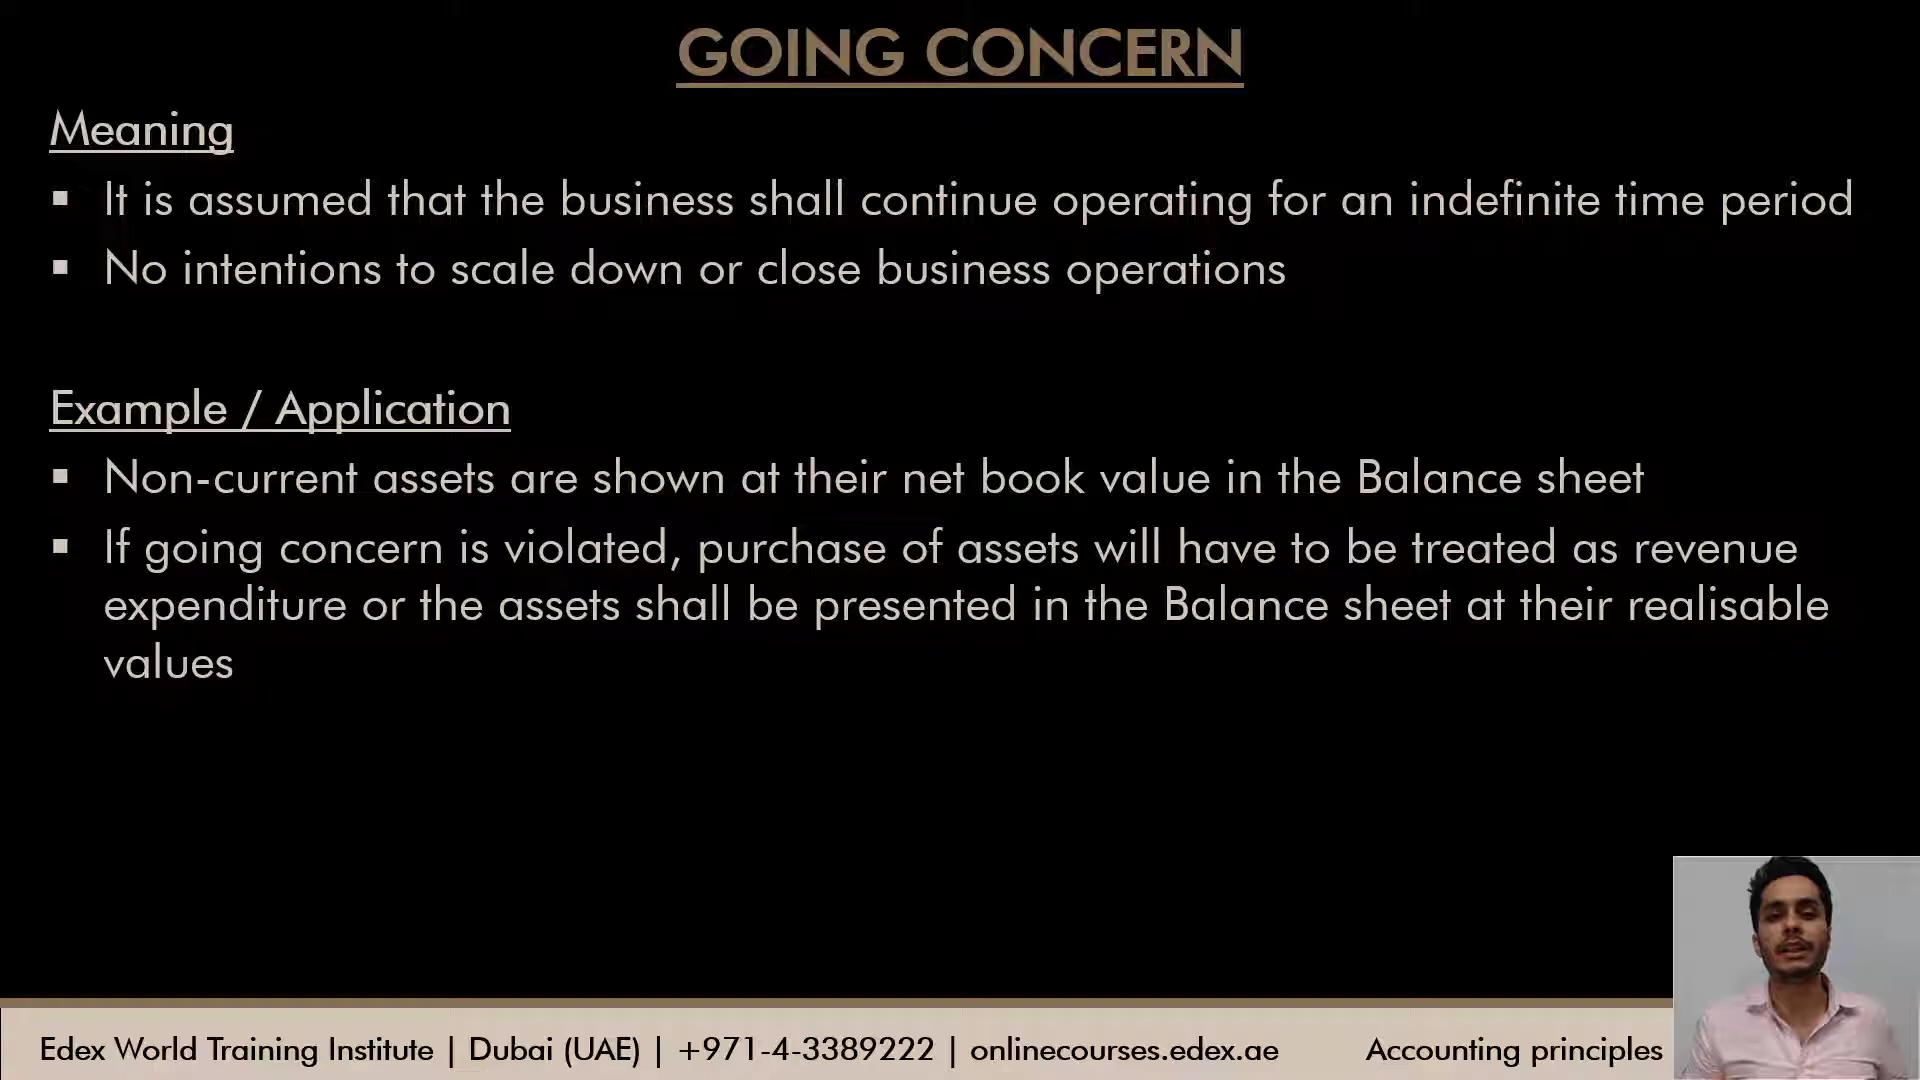 GOING CONCERN
Meaning
▪ It is assumed that the business shall continue operating for an indefinite time period
▪ No intentions to scale down or close business operations
Example / Application
▪ Non-current assets are shown at their net book value in the Balance sheet
▪ If going concern is violated, purchase of assets will have to be treated as revenue
expenditure or the assets shall be presented in the Balance sheet at their realisable
values
Edex World Training Institute | Dubai (UAE) | +971-4-3389222 | onlinecourses.edex.ae Accounting principles